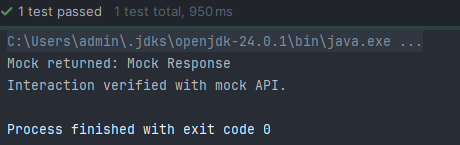 1 test passed 1 test total, 950 ms
C:\Users\admin\.jdks\openjdk-24.0.1\bin\java.exe ...
Mock returned: Mock Response
Interaction verified with mock API.
Process finished with exit code 0